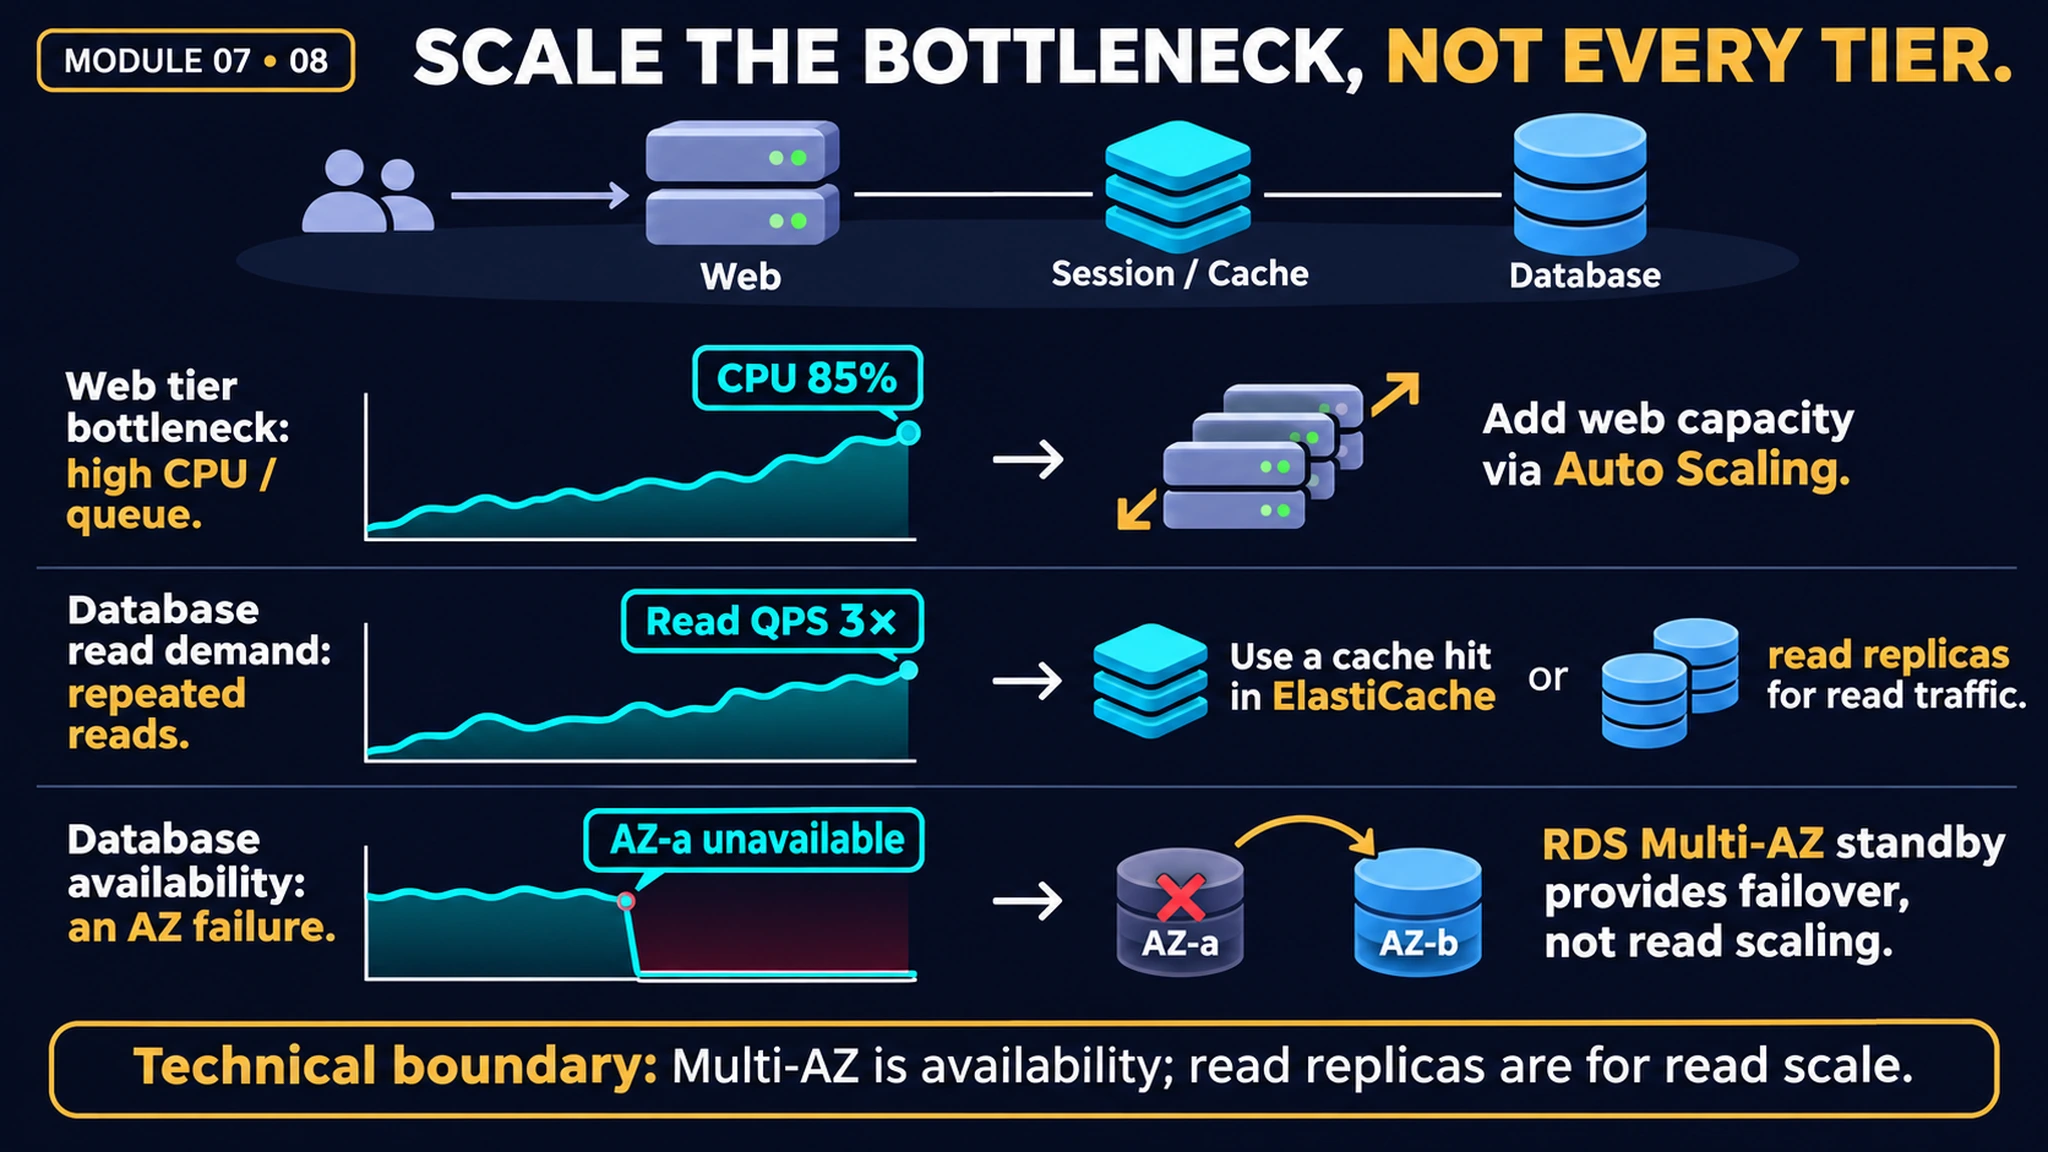 MODULE 07 • 08
SCALE THE BOTTLENECK, NOT EVERY TIER.
Web
Session / Cache
Database
Web tier
bottleneck:
high CPU /
queue.
CPU 85%
Add web capacity
via Auto Scaling.
Database
read demand:
repeated
reads.
Read QPS 3×
Use a cache hit
in ElastiCache
or
read replicas
for read traffic.
Database
availability:
an AZ failure.
AZ-a unavailable
AZ-a
AZ-b
RDS Multi-AZ standby
provides failover,
not read scaling.
Technical boundary: Multi-AZ is availability; read replicas are for read scale.